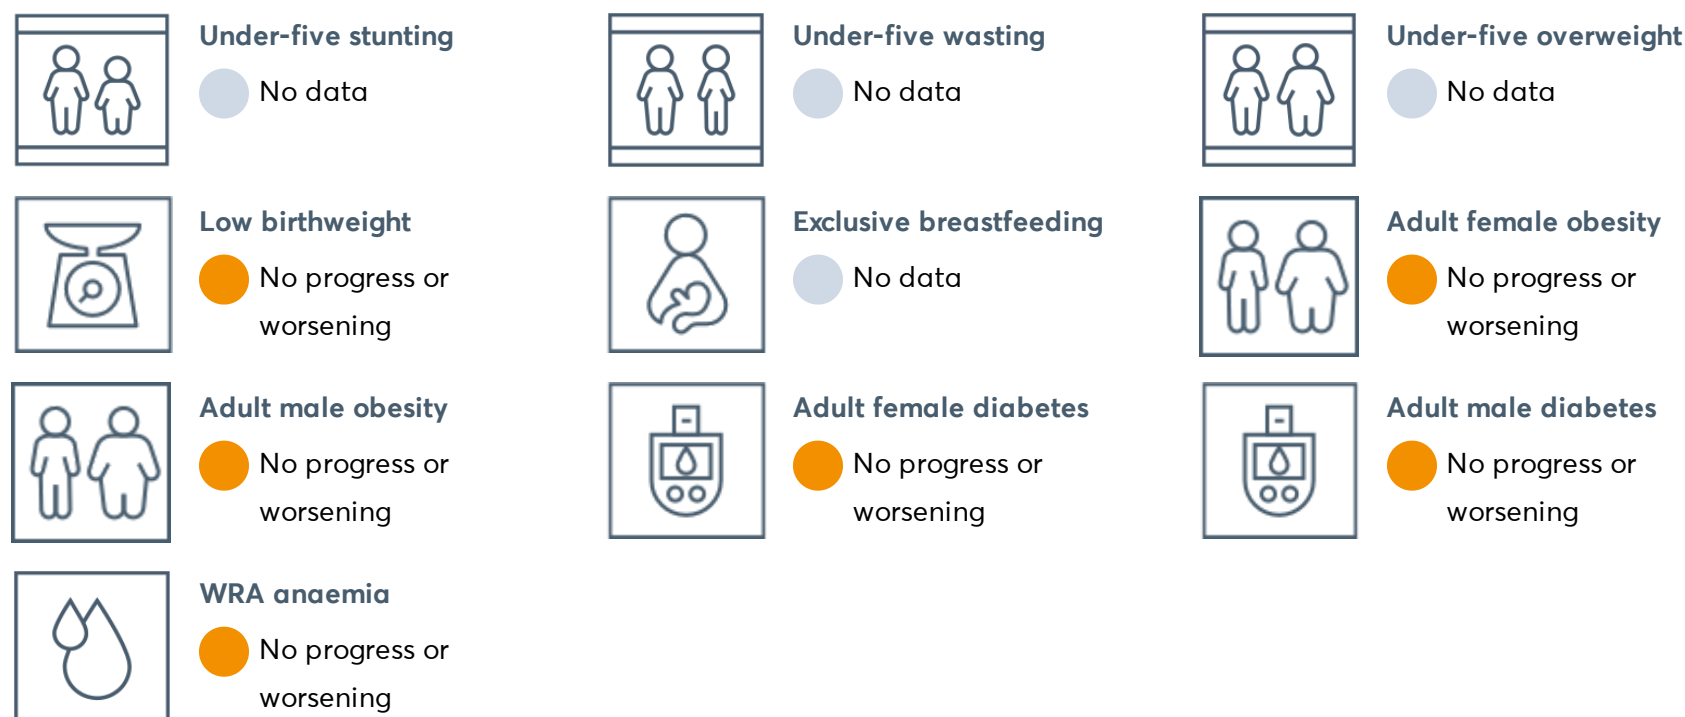 Under-five stunting
No data
Under-five wasting
No data
Under-five overweight
No data
Low birthweight
No progress or
worsening
Exclusive breastfeeding
No data
Adult female obesity
No progress or
worsening
Adult male obesity
No progress or
worsening
Adult female diabetes
No progress or
worsening
Adult male diabetes
No progress or
worsening
WRA anaemia
No progress or
worsening